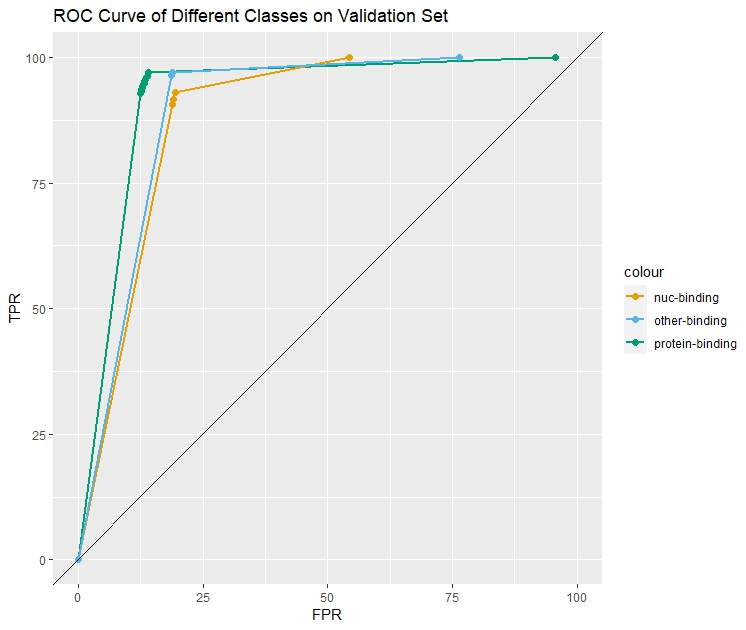 ROC Curve of Different Classes on Validation Set
100
75
50
25
0
TPR
0 25 50 75 100
FPR
colour
nuc-binding
other-binding
protein-binding